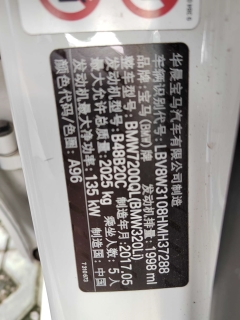 华晨宝马汽车有限公司制造
车辆识别代号：LBV8W3108HMH37288
品牌：宝马(BMW)牌 制造国：中国
整车型号：BMW7200QL(BMW320Li)
发动机型号：B48B20C 发动机排量：1998 ml
最大允许总质量：2025 kg 乘坐人数：5人
发动机最大净功率：135 kW 制造年月：2017.05
颜色代码/色圈：A96